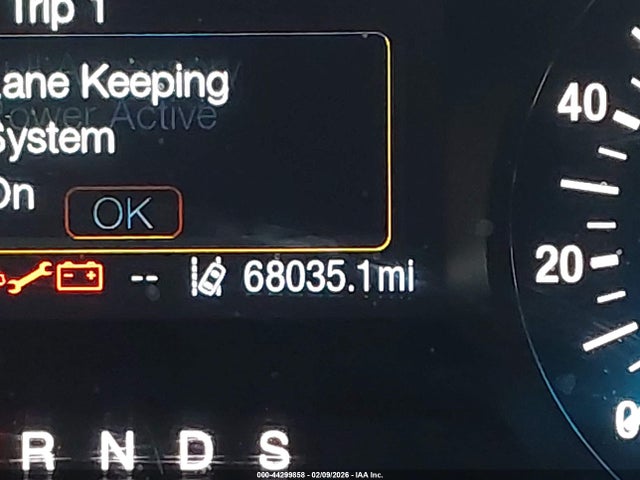 Trip 1
Lane Keeping
Power Active
System
On
OK
-- 68035.1mi
40
20
0
R N D S
000-44299858 - 02/09/2026 - IAA Inc.